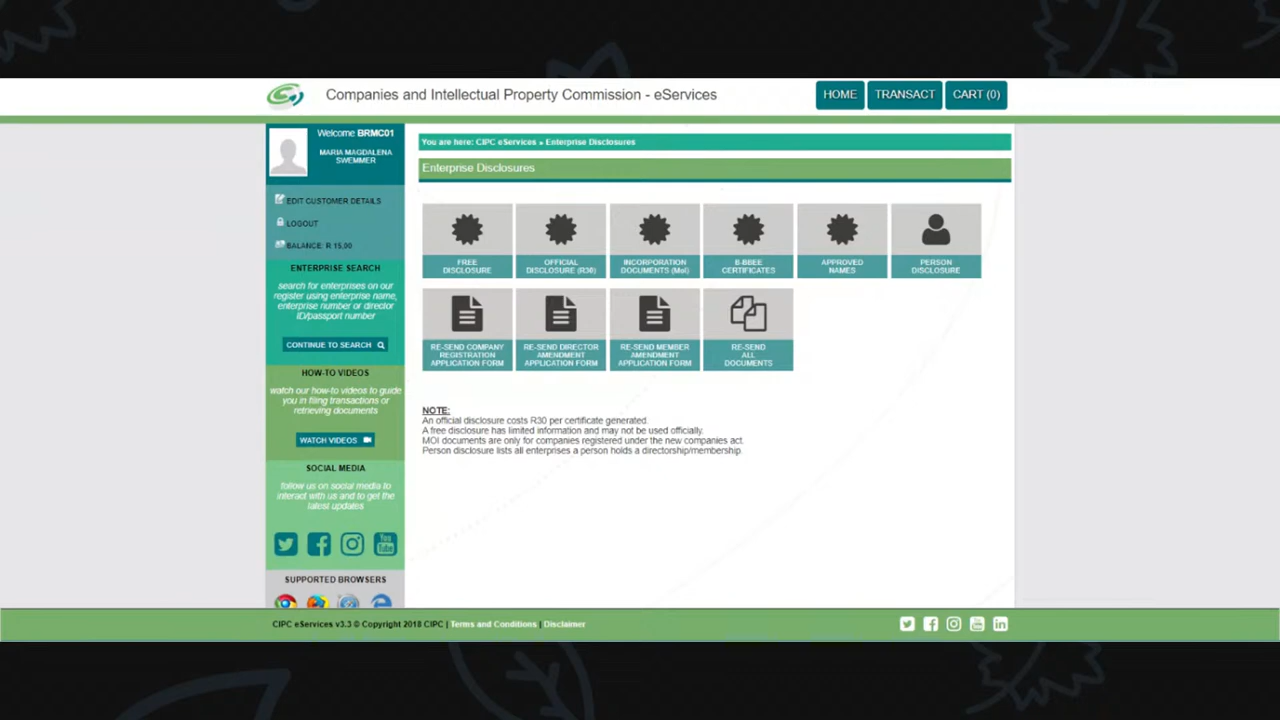 Companies and Intellectual Property Commission - eServices
HOME
TRANSACT
CART (0)
Welcome BRMC01
MARIA MAGDALENA
SWEMMER
EDIT CUSTOMER DETAILS
LOGOUT
BALANCE: R 15,00
ENTERPRISE SEARCH
search for enterprises on our
register using enterprise name,
enterprise number or director
ID/passport number
CONTINUE TO SEARCH
HOW-TO VIDEOS
watch our how-to videos to guide
you in filing transactions or
retrieving documents
WATCH VIDEOS
SOCIAL MEDIA
follow us on social media to
interact with us and to get the
latest updates
You Tube
SUPPORTED BROWSERS
You are here: CIPC eServices » Enterprise Disclosures
Enterprise Disclosures
FREE
DISCLOSURE
OFFICIAL
DISCLOSURE (R30)
INCORPORATION
DOCUMENTS (MoI)
B-BBEE
CERTIFICATES
APPROVED
NAMES
PERSON
DISCLOSURE
RE-SEND COMPANY
REGISTRATION
APPLICATION FORM
RE-SEND DIRECTOR
AMENDMENT
APPLICATION FORM
RE-SEND MEMBER
AMENDMENT
APPLICATION FORM
RE-SEND
ALL
DOCUMENTS
NOTE:
An official disclosure costs R30 per certificate generated.
A free disclosure has limited information and may not be used officially.
MOI documents are only for companies registered under the new companies act.
Person disclosure lists all enterprises a person holds a directorship/membership.
CIPC eServices v3.3 © Copyright 2018 CIPC | Terms and Conditions | Disclaimer